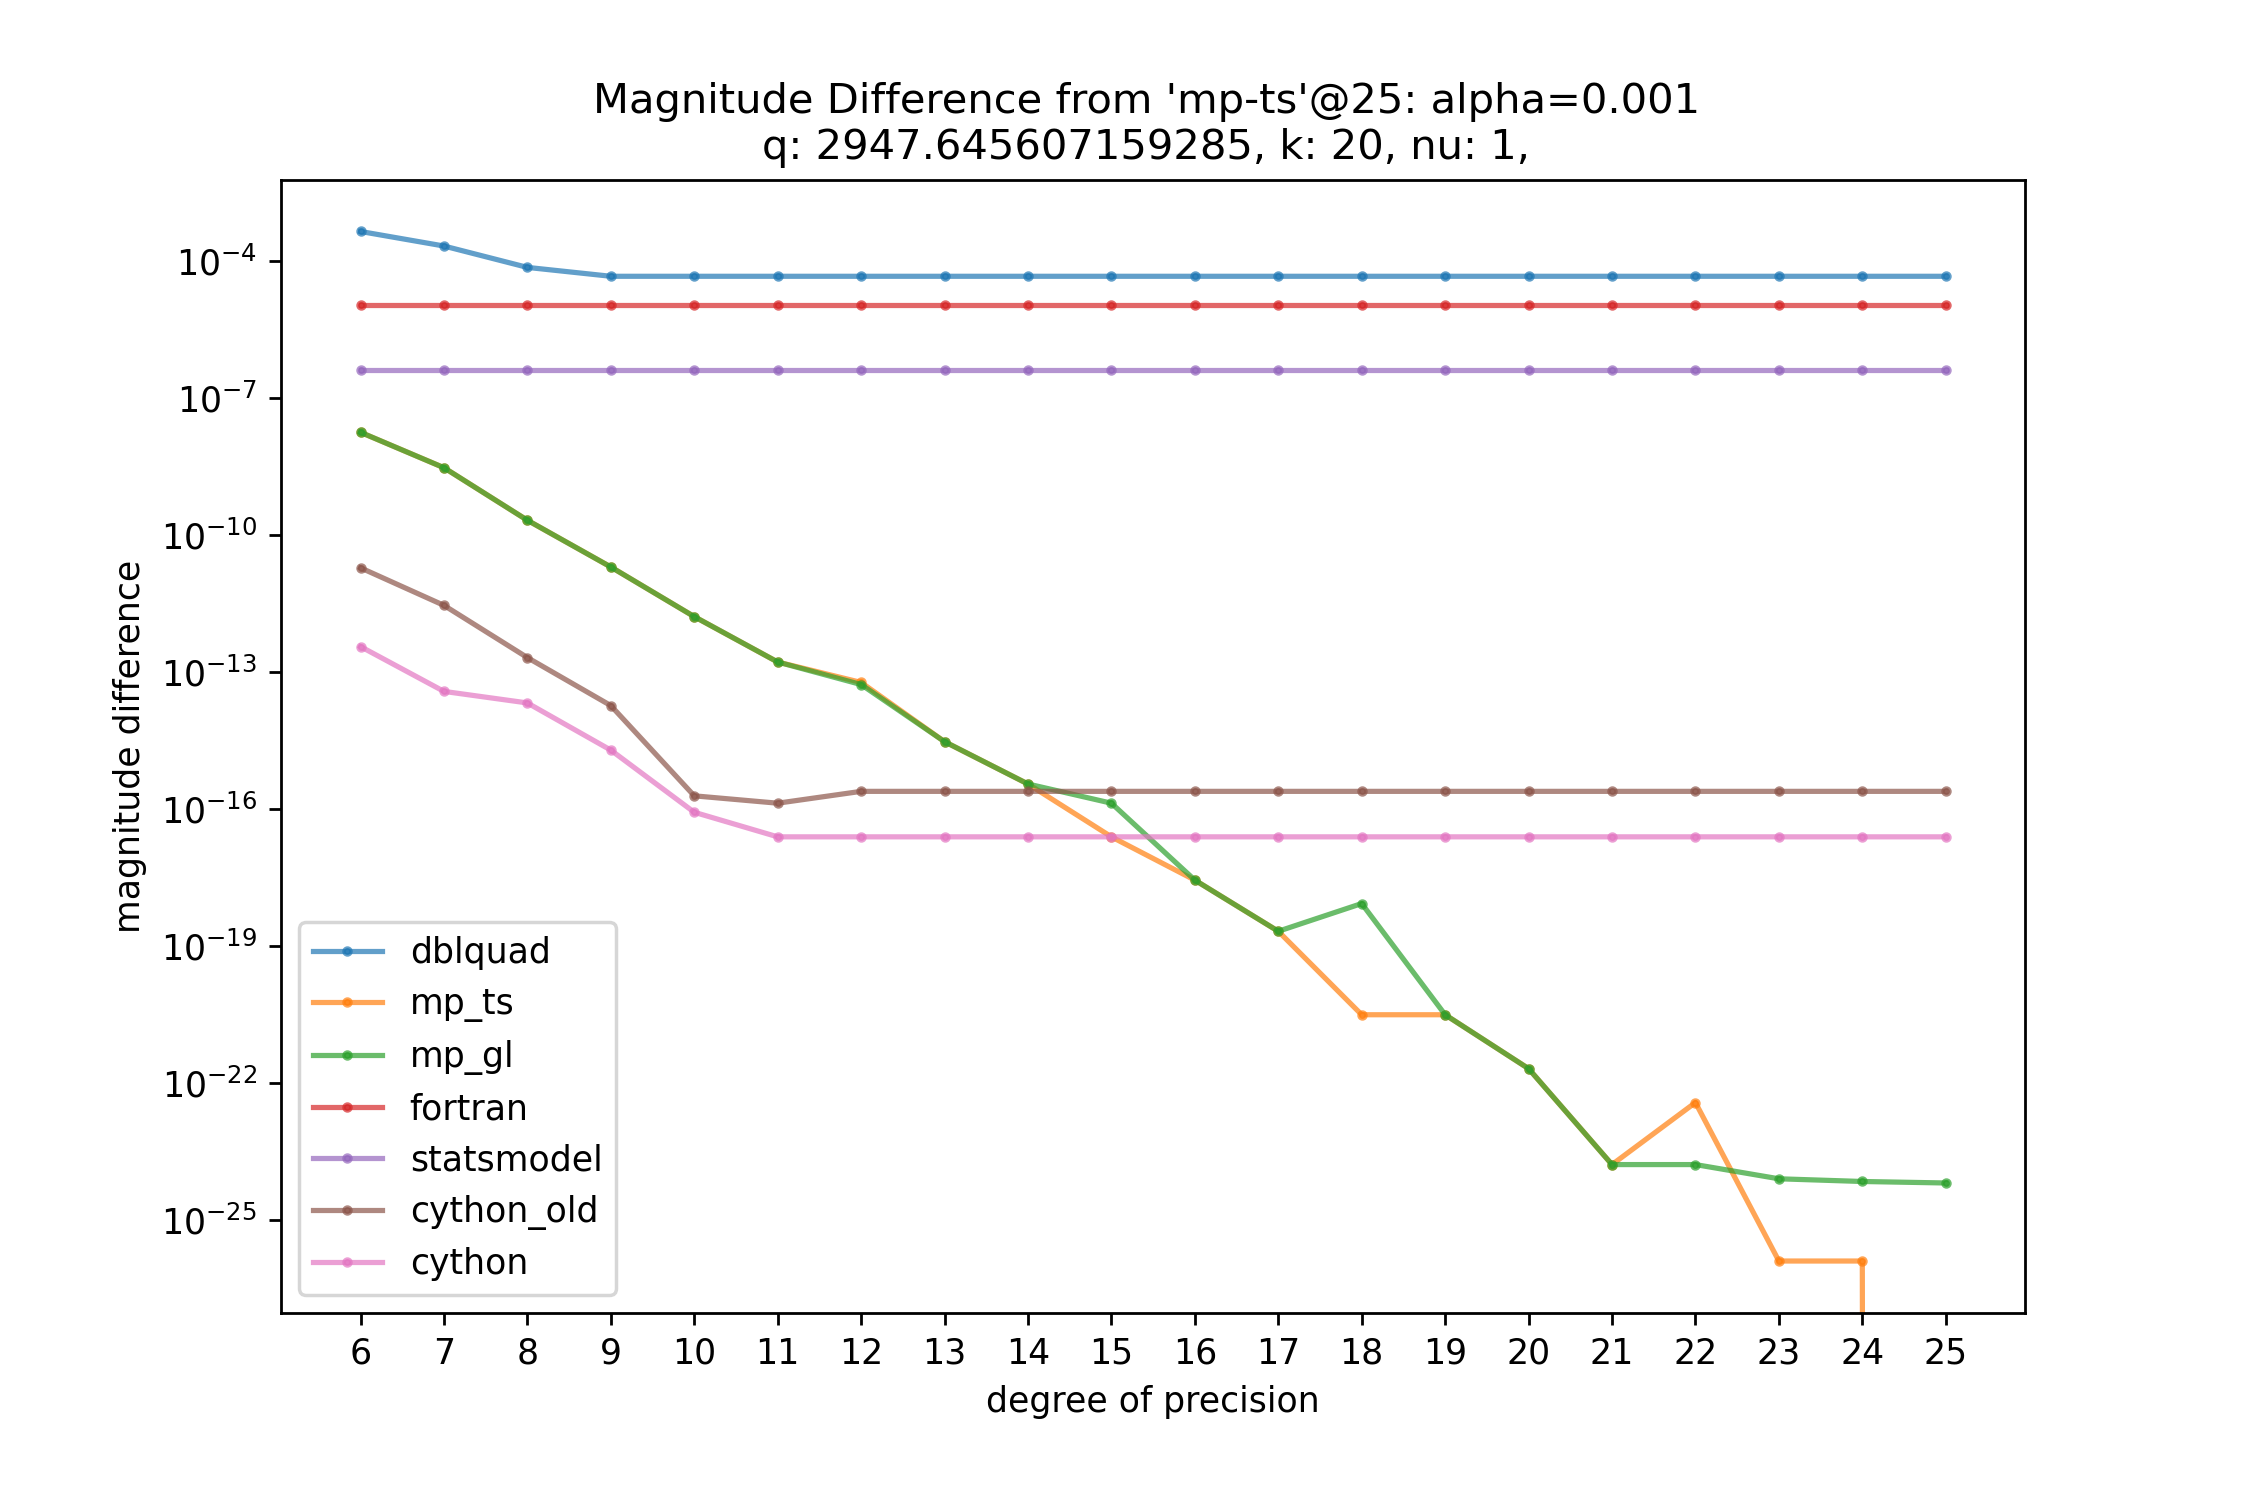 Magnitude Difference from 'mp-ts'@25: alpha=0.001
q: 2947.645607159285, k: 20, nu: 1,
magnitude difference
10⁻⁴
10⁻⁷
10⁻¹⁰
10⁻¹³
10⁻¹⁶
10⁻¹⁹
10⁻²²
10⁻²⁵
dblquad
mp_ts
mp_gl
fortran
statsmodel
cython_old
cython
6 7 8 9 10 11 12 13 14 15 16 17 18 19 20 21 22 23 24 25
degree of precision